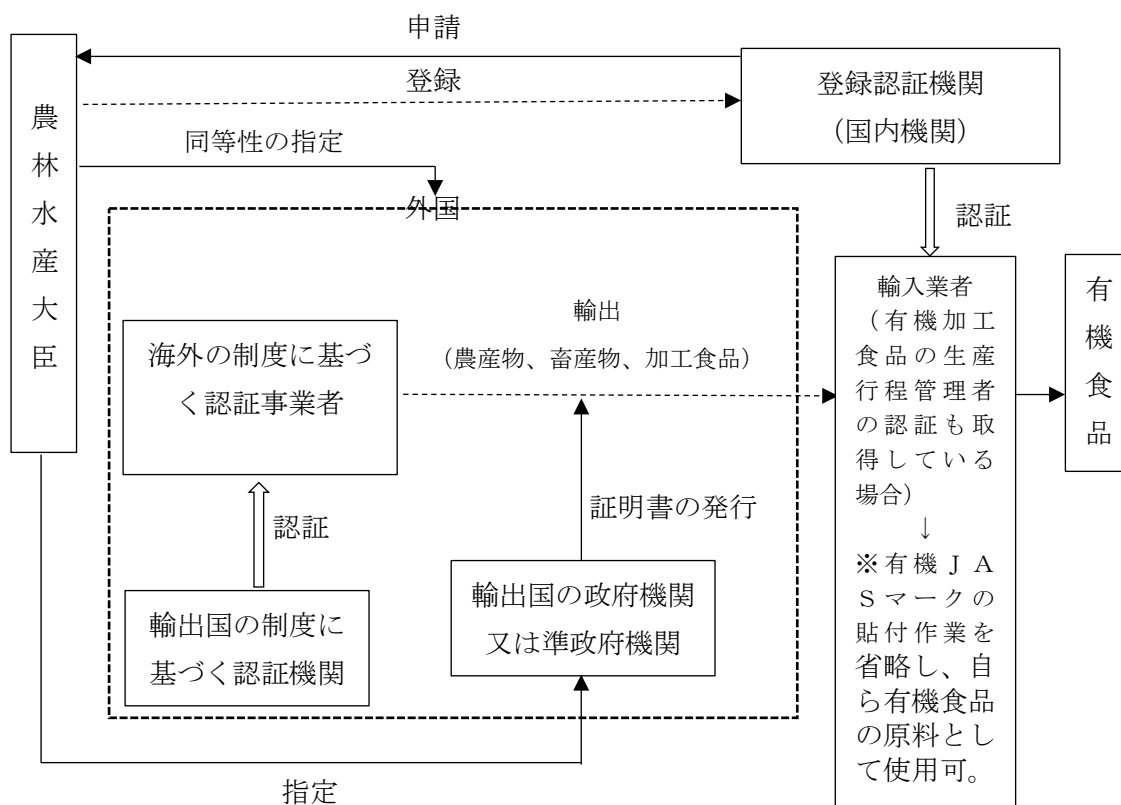 申請
登録
同等性の指定
農
林
水
産
大
臣
登録認証機関
（国内機関）
認証
外国
海外の制度に基づ
く認証事業者
輸出
（農産物、畜産物、加工食品）
認証
証明書の発行
輸出国の制度に
基づく認証機関
輸出国の政府機関
又は準政府機関
指定
輸入業者
（有機加工
食品の生産
行程管理者
の認証も取
得している
場合）
↓
※有機ＪＡ
Ｓマークの
貼付作業を
省略し、自
ら有機食品
の原料とし
て使用可。
有
機
食
品